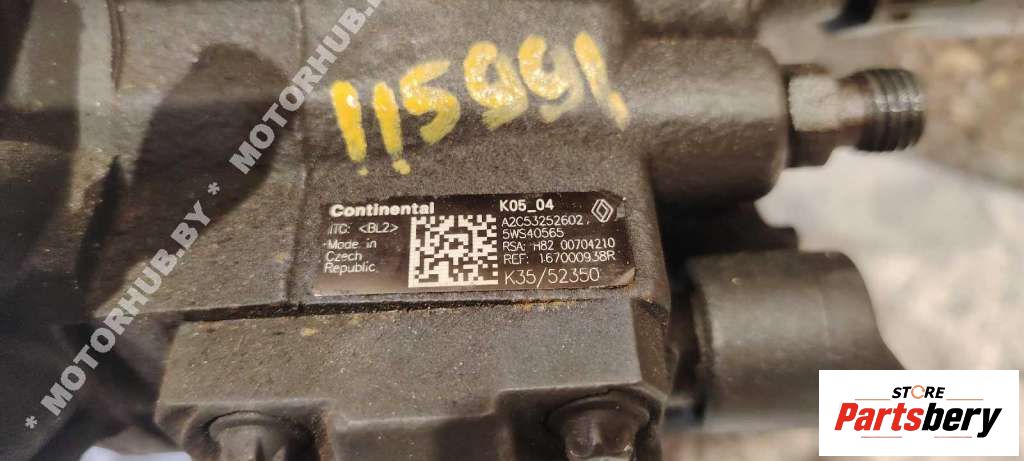 115991
Continental K05_04
ITC: <BL2> A2C53252602
5WS40565
Made in RSA: H82 00704210
Czech REF: 167000938R
Republic. K35/52350
* MOTORHUB.BY * MOTORHUB.BY
STORE
Partsbery